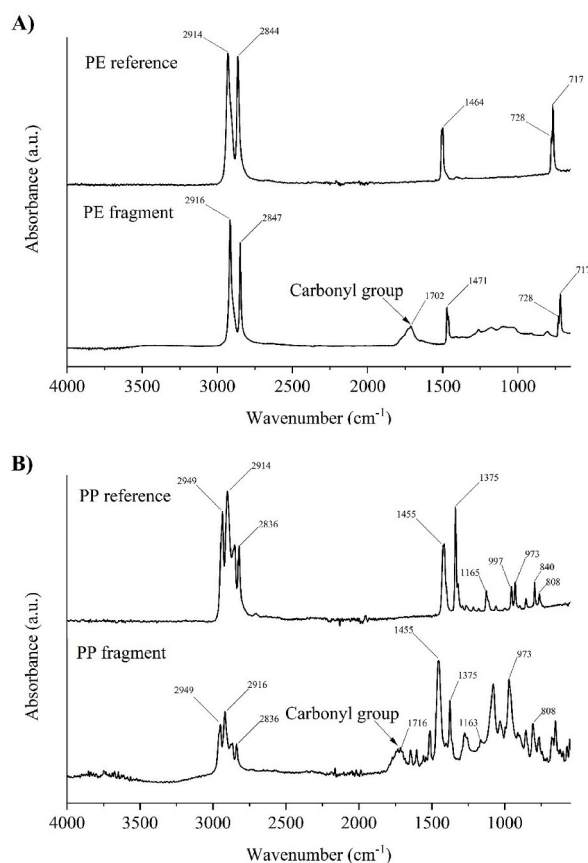 A)
2914
2844
PE reference
717
1464
728
2916
PE fragment
2847
717
Carbonyl group
1702
1471
728
Absorbance (a.u.)
4000 3500 3000 2500 2000 1500 1000
Wavenumber (cm⁻¹)
B)
2914
2949
PP reference
1375
2836
1455
973
1165
997
840
808
1455
PP fragment
973
2949
2916
1375
2836
Carbonyl group
1716
1163
808
Absorbance (a.u.)
4000 3500 3000 2500 2000 1500 1000
Wavenumber (cm⁻¹)